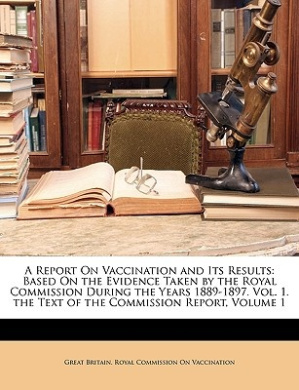 A Report On Vaccination and Its Results:
Based On the Evidence Taken by the Royal
Commission During the Years 1889-1897. Vol. 1.
the Text of the Commission Report, Volume 1
Great Britain. Royal Commission On Vaccination